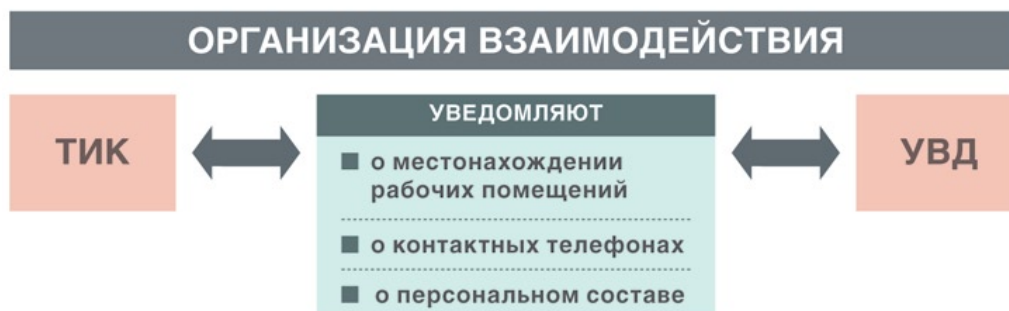 ОРГАНИЗАЦИЯ ВЗАИМОДЕЙСТВИЯ
ТИК
УВЕДОМЛЯЮТ
■ о местонахождении
рабочих помещений
■ о контактных телефонах
■ о персональном составе
УВД